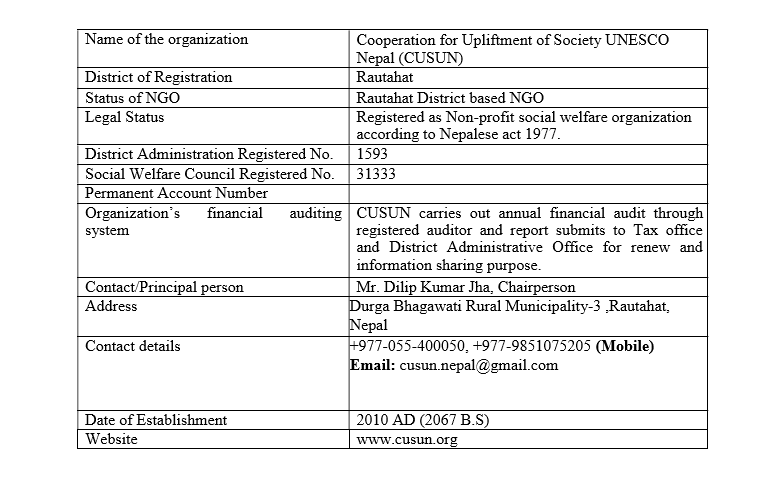 Name of the organization
Cooperation for Upliftment of Society UNESCO
Nepal (CUSUN)
District of Registration
Rautahat
Status of NGO
Rautahat District based NGO
Legal Status
Registered as Non-profit social welfare organization
according to Nepalese act 1977.
District Administration Registered No.
1593
Social Welfare Council Registered No.
31333
Permanent Account Number
Organization’s financial auditing
system
CUSUN carries out annual financial audit through
registered auditor and report submits to Tax office
and District Administrative Office for renew and
information sharing purpose.
Contact/Principal person
Mr. Dilip Kumar Jha, Chairperson
Address
Durga Bhagawati Rural Municipality-3 ,Rautahat,
Nepal
Contact details
+977-055-400050, +977-9851075205 (Mobile)
Email: cusun.nepal@gmail.com
Date of Establishment
2010 AD (2067 B.S)
Website
www.cusun.org